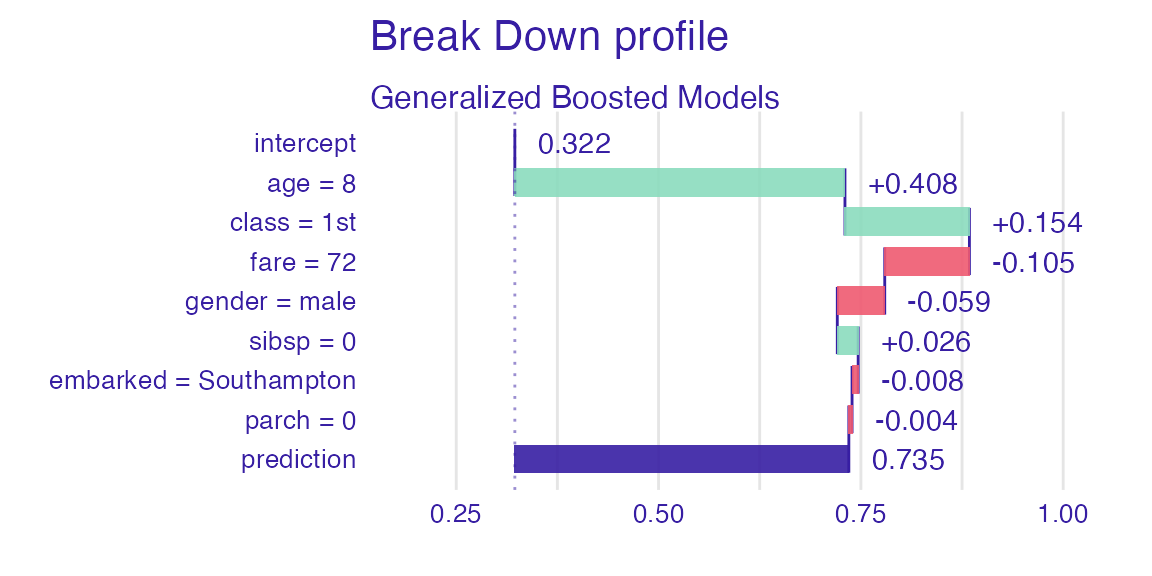 Break Down profile
Generalized Boosted Models
intercept 0.322
age = 8 +0.408
class = 1st +0.154
fare = 72 -0.105
gender = male -0.059
sibsp = 0 +0.026
embarked = Southampton -0.008
parch = 0 -0.004
prediction 0.735
0.25 0.50 0.75 1.00